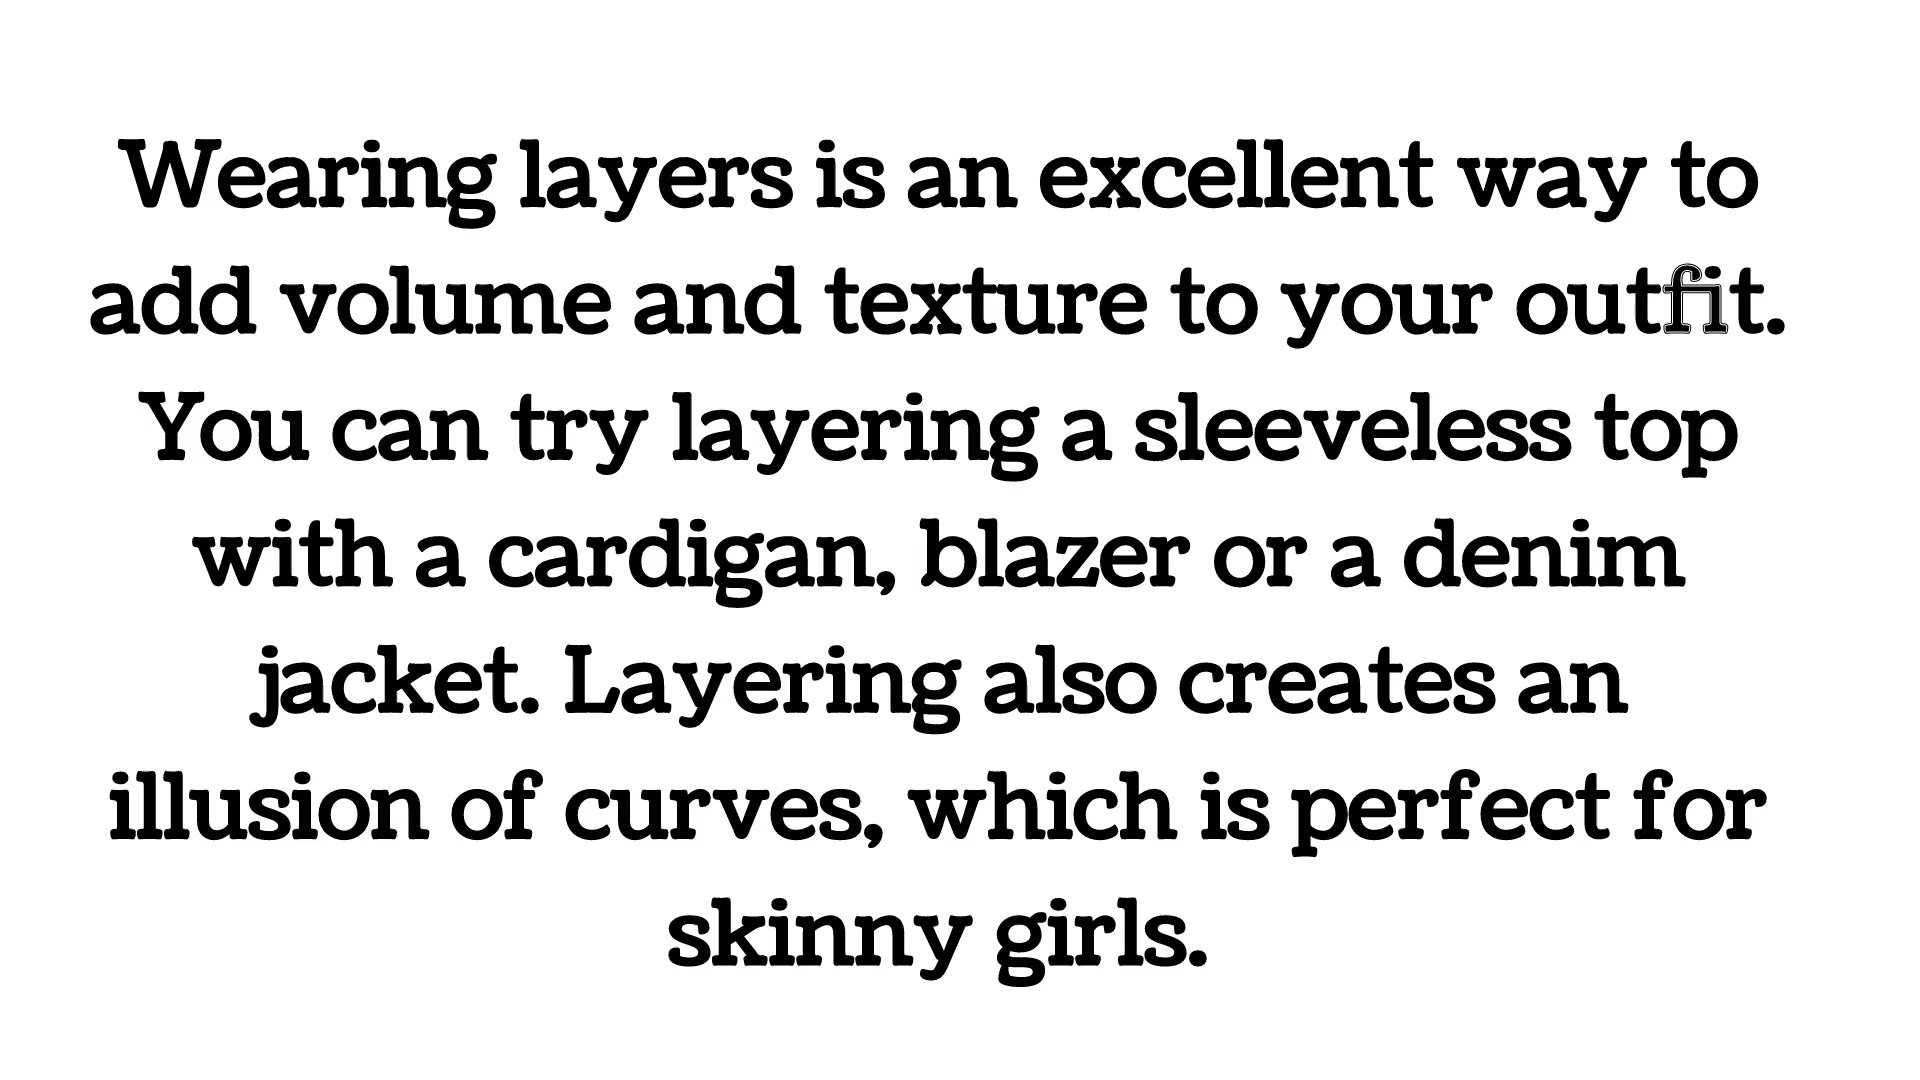 Wearing layers is an excellent way to
add volume and texture to your outfit.
You can try layering a sleeveless top
with a cardigan, blazer or a denim
jacket. Layering also creates an
illusion of curves, which is perfect for
skinny girls.